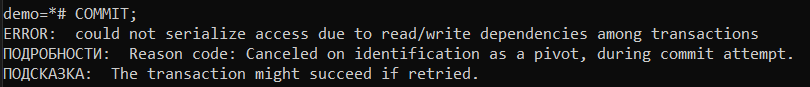 demo=*# COMMIT;
ERROR:  could not serialize access due to read/write dependencies among transactions
ПОДРОБНОСТИ:  Reason code: Canceled on identification as a pivot, during commit attempt.
ПОДСКАЗКА:  The transaction might succeed if retried.